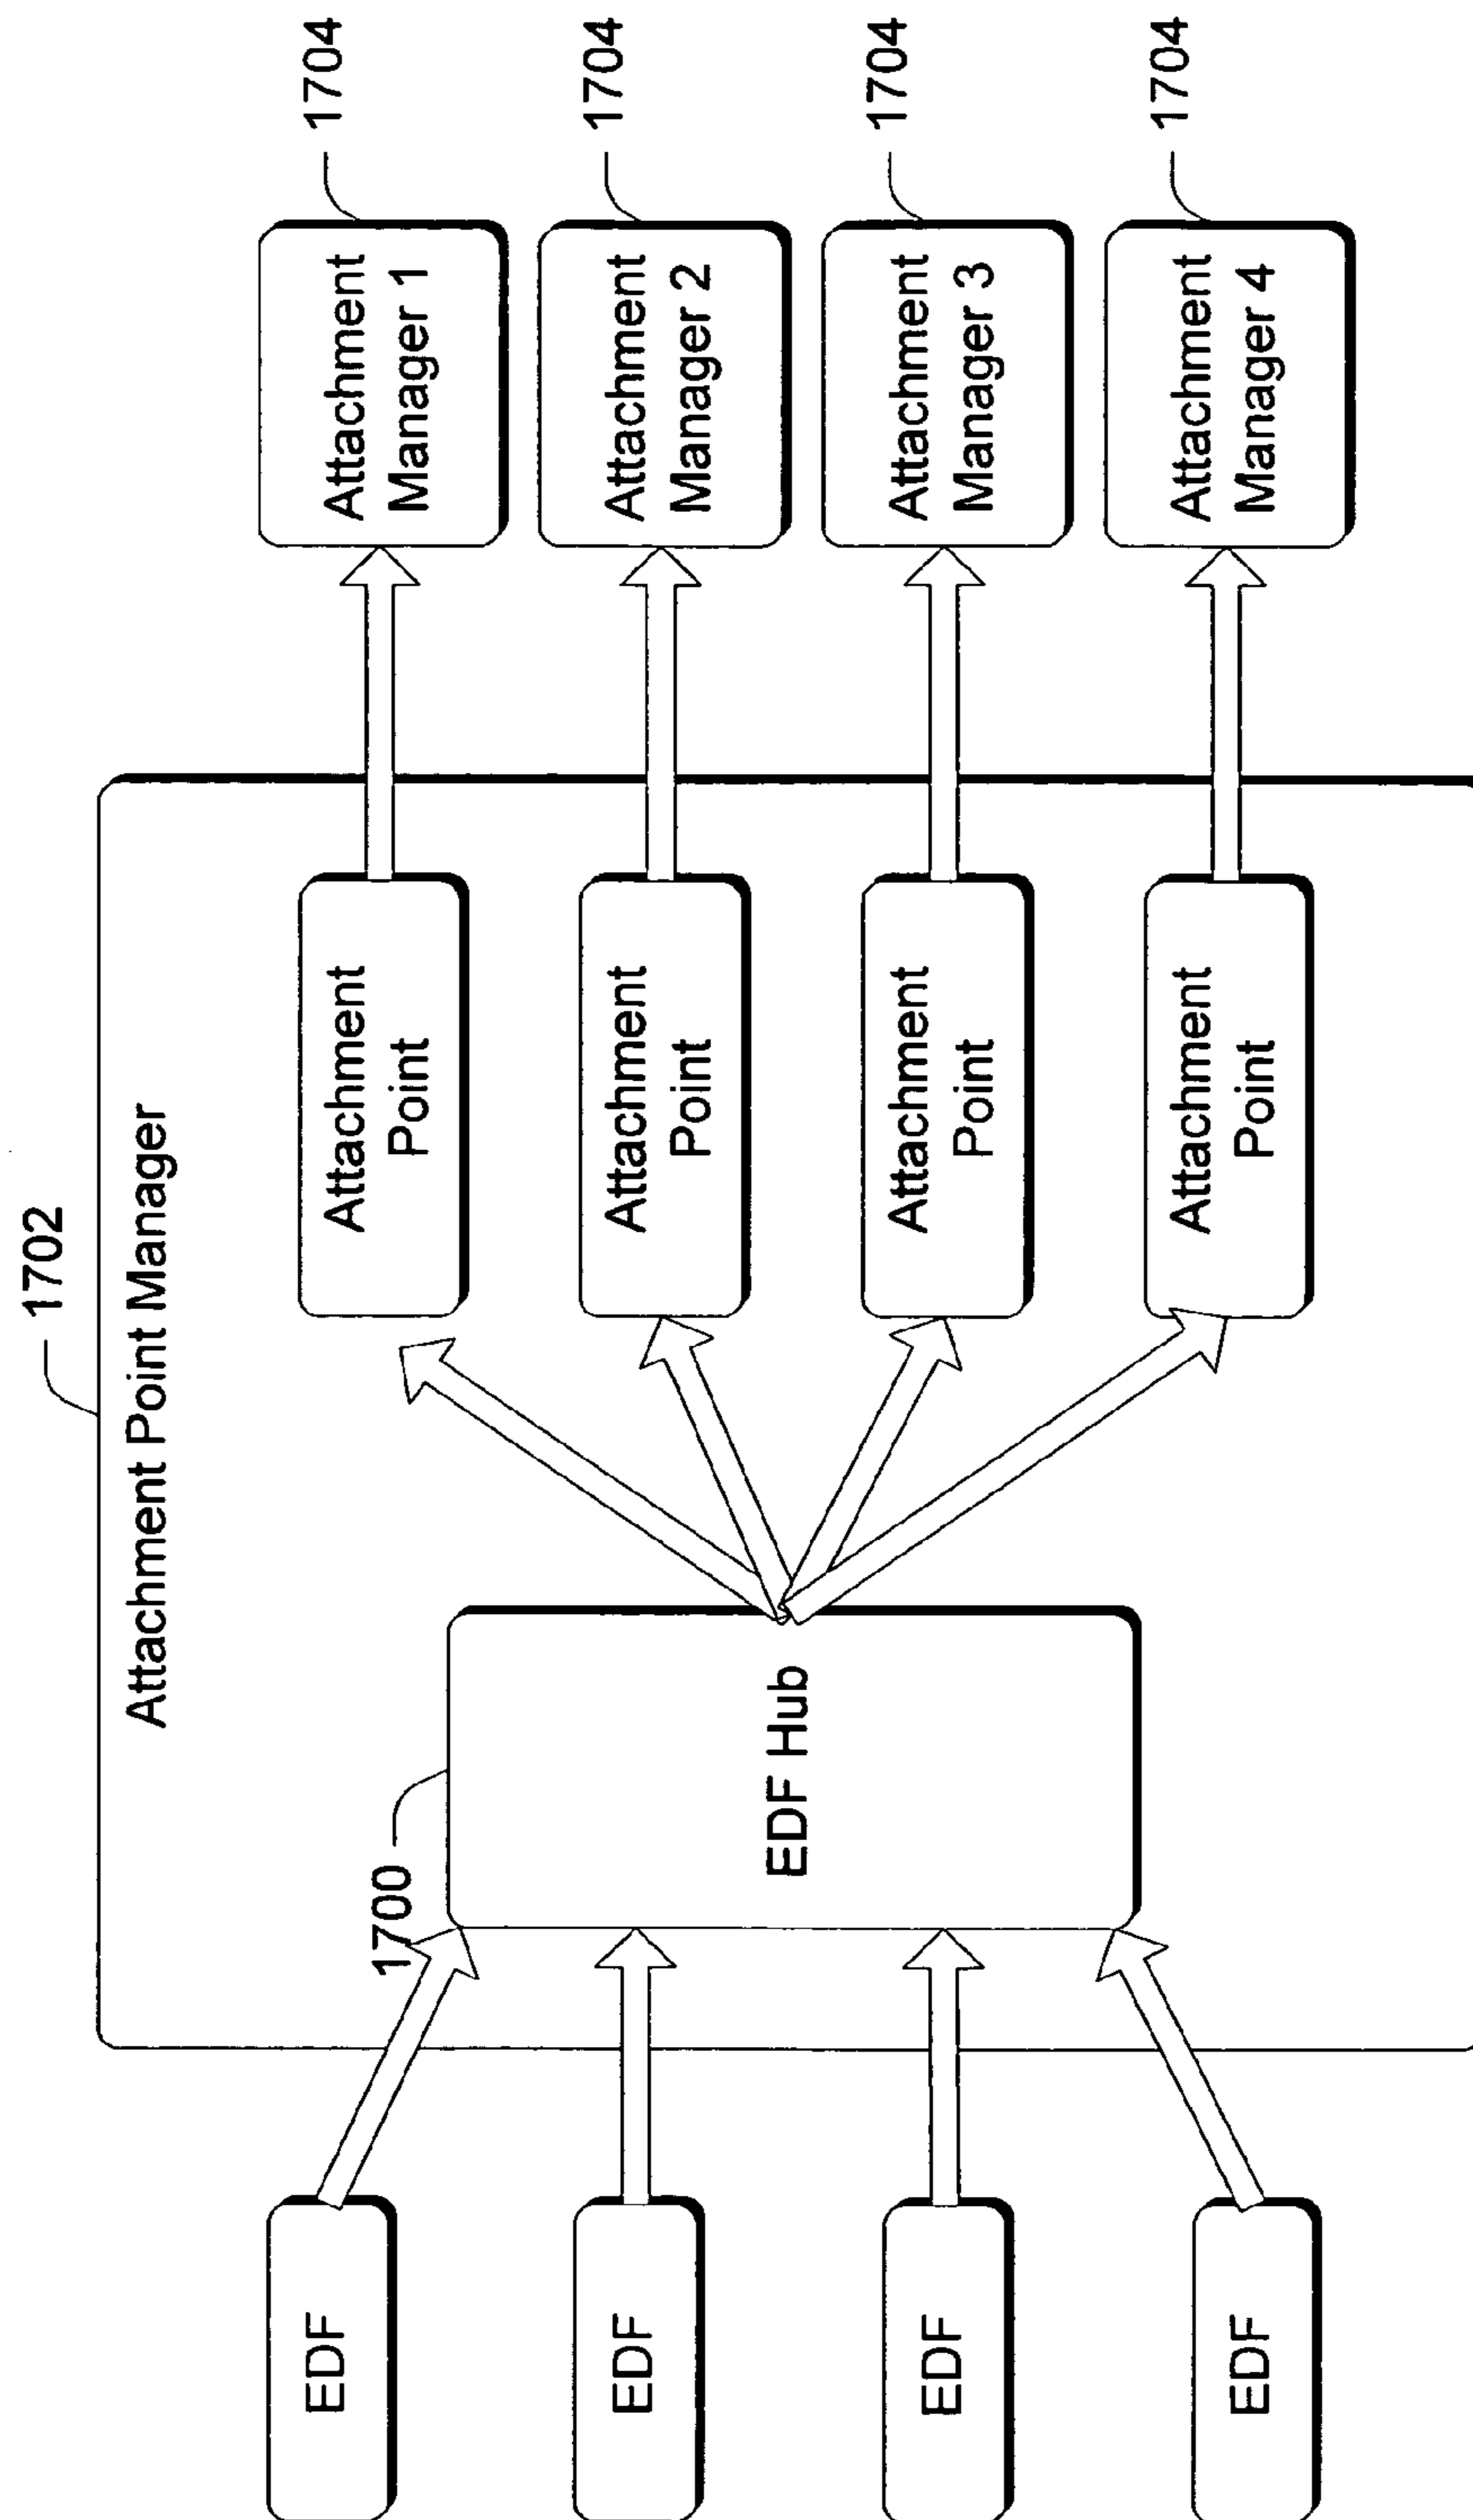 1702
Attachment Point Manager
EDF
EDF
EDF
EDF
1700
EDF Hub
Attachment
Point
Attachment
Point
Attachment
Point
Attachment
Point
Attachment
Manager 1
1704
Attachment
Manager 2
1704
Attachment
Manager 3
1704
Attachment
Manager 4
1704